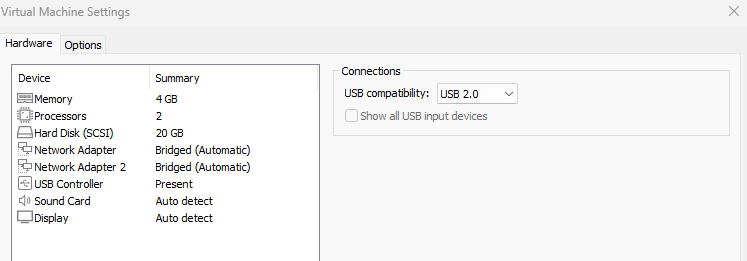 Virtual Machine Settings
Hardware Options
Device Summary
Memory 4 GB
Processors 2
Hard Disk (SCSI) 20 GB
Network Adapter Bridged (Automatic)
Network Adapter 2 Bridged (Automatic)
USB Controller Present
Sound Card Auto detect
Display Auto detect
Connections
USB compatibility: USB 2.0
Show all USB input devices